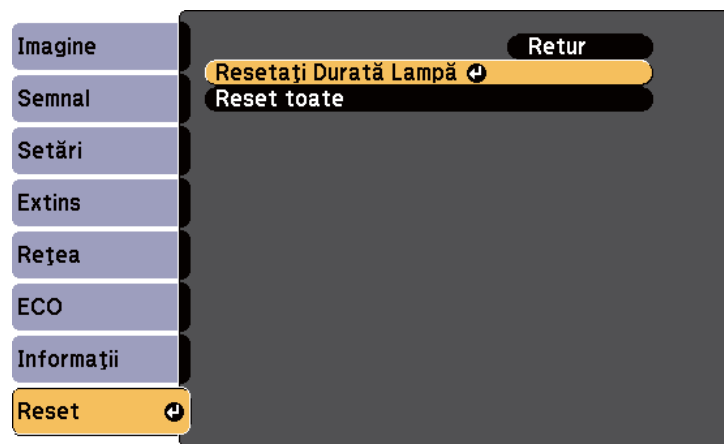 Imagine
Semnal
Setări
Extins
Reţea
ECO
Informaţii
Reset
Retur
Resetaţi Durată Lampă
Reset toate